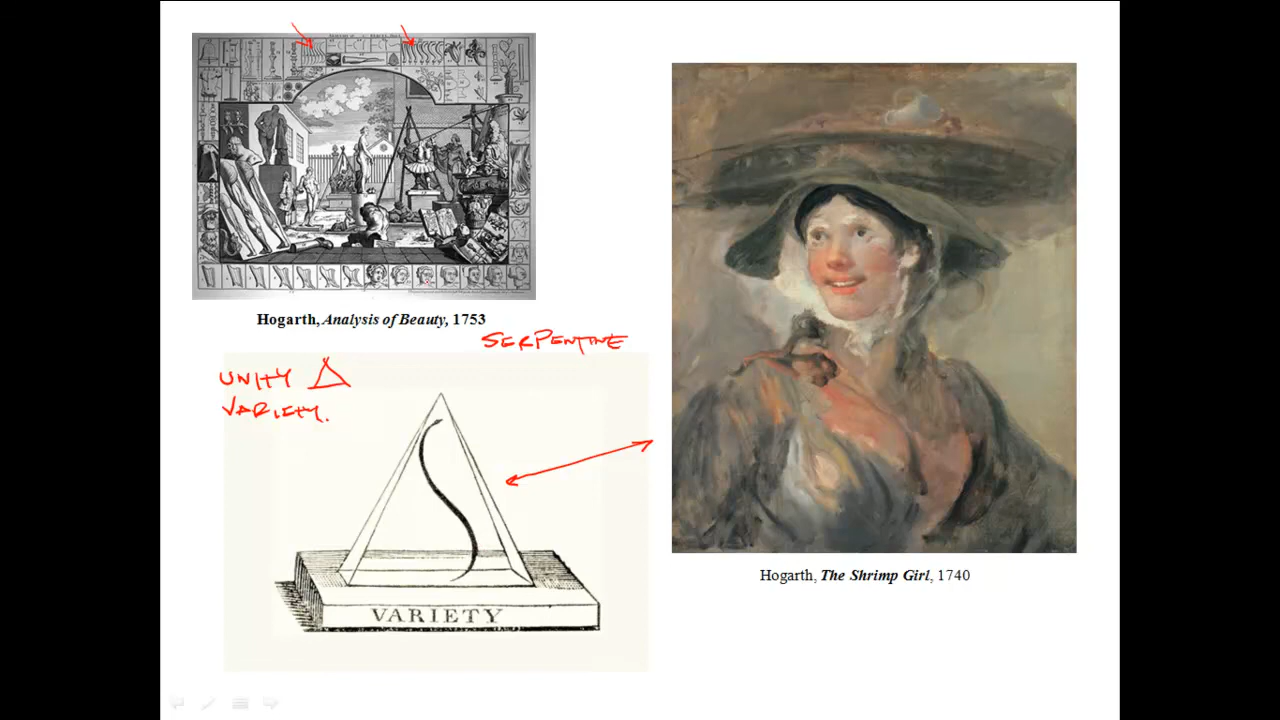 Hogarth, Analysis of Beauty, 1753
SERPENTINE
UNITY
VARIETY.
VARIETY
Hogarth, The Shrimp Girl, 1740